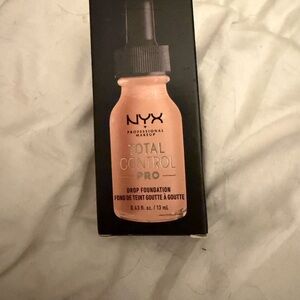 NYX
PROFESSIONAL
MAKEUP
TOTAL
CONTROL
PRO
DROP FOUNDATION
FOND DE TEINT GOUTTE À GOUTTE
0.43 fl. oz. / 13 mL